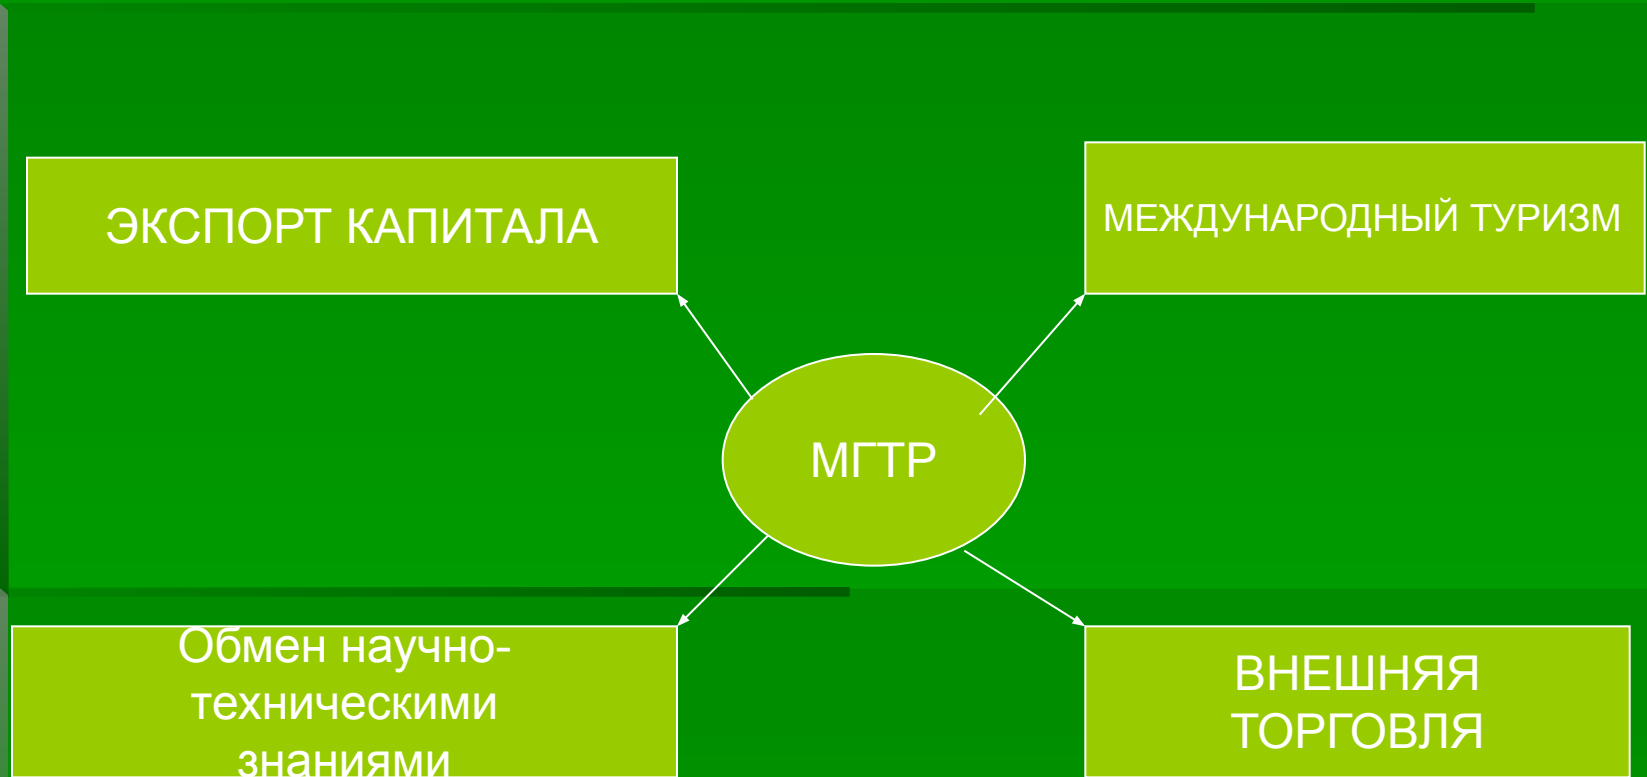 ЭКСПОРТ КАПИТАЛА
МЕЖДУНАРОДНЫЙ ТУРИЗМ
МГТР
Обмен научно-
техническими
знаниями
ВНЕШНЯЯ
ТОРГОВЛЯ